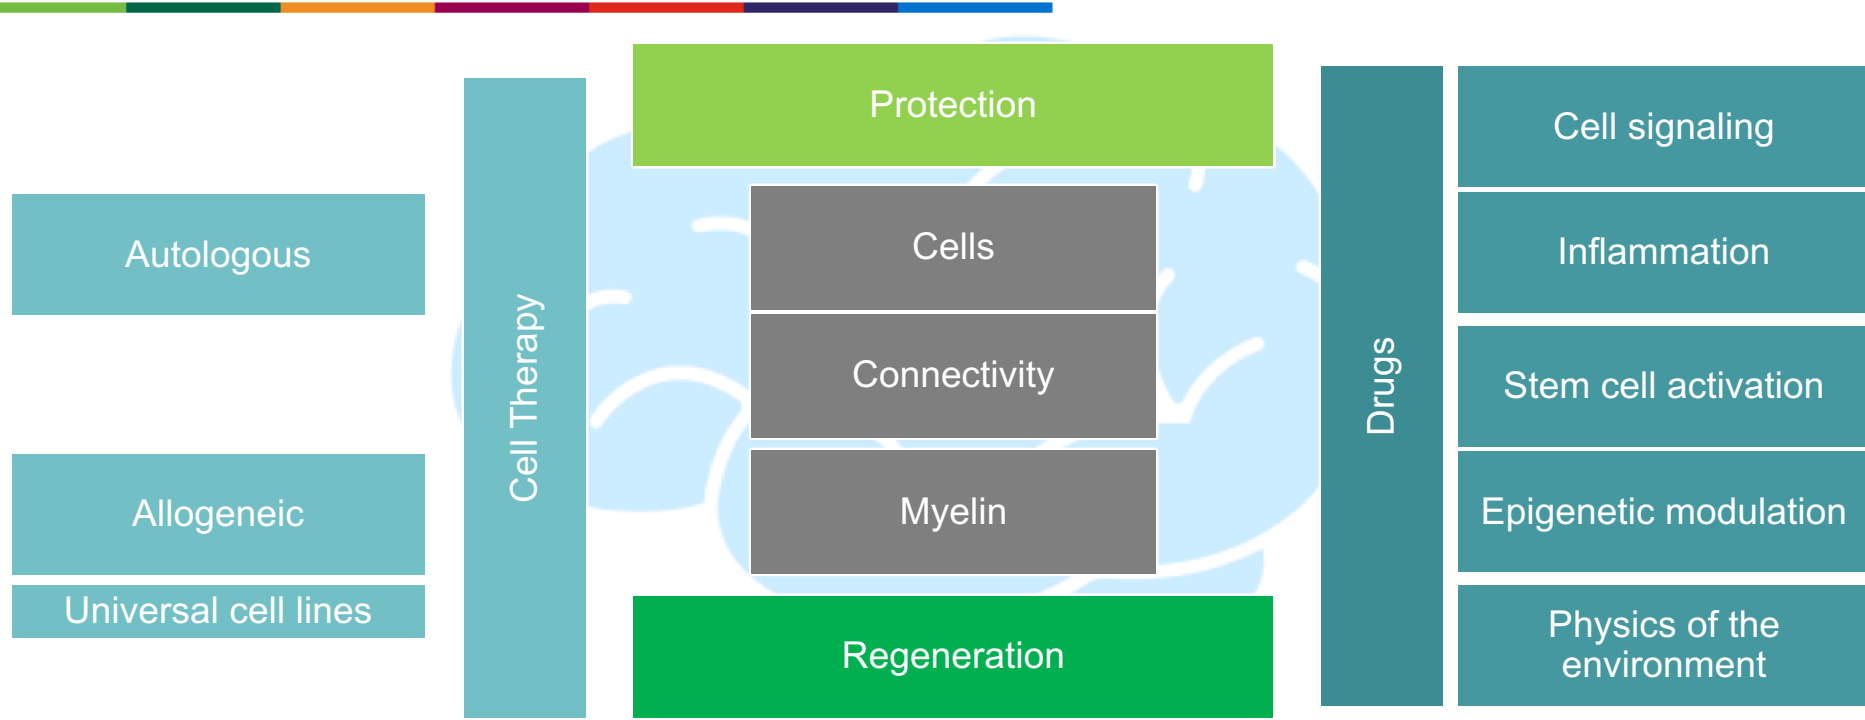 Autologous
Allogeneic
Universal cell lines
Cell Therapy
Protection
Cells
Connectivity
Myelin
Regeneration
Drugs
Cell signaling
Inflammation
Stem cell activation
Epigenetic modulation
Physics of the
environment